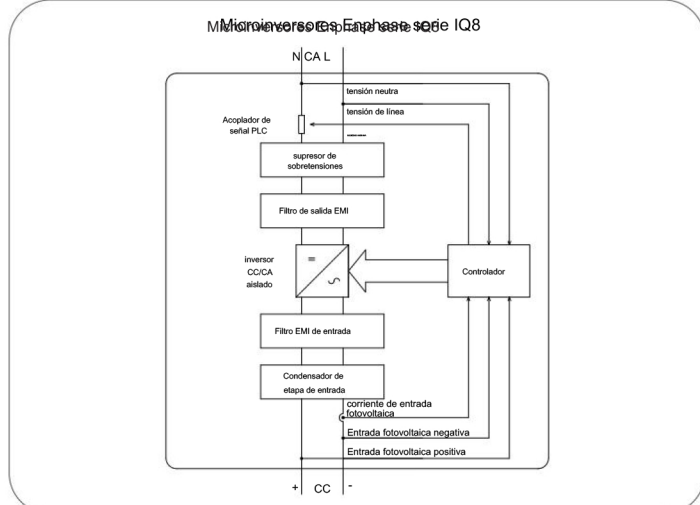 Microinversores Enphase serie IQ8
N CA L
tensión neutra
tensión de línea
Acoplador de
señal PLC
supresor de
sobretensiones
Filtro de salida EMI
inversor
CC/CA
aislado
=
Controlador
Filtro EMI de entrada
Condensador de
etapa de entrada
corriente de entrada
fotovoltaica
Entrada fotovoltaica negativa
Entrada fotovoltaica positiva
+ CC -